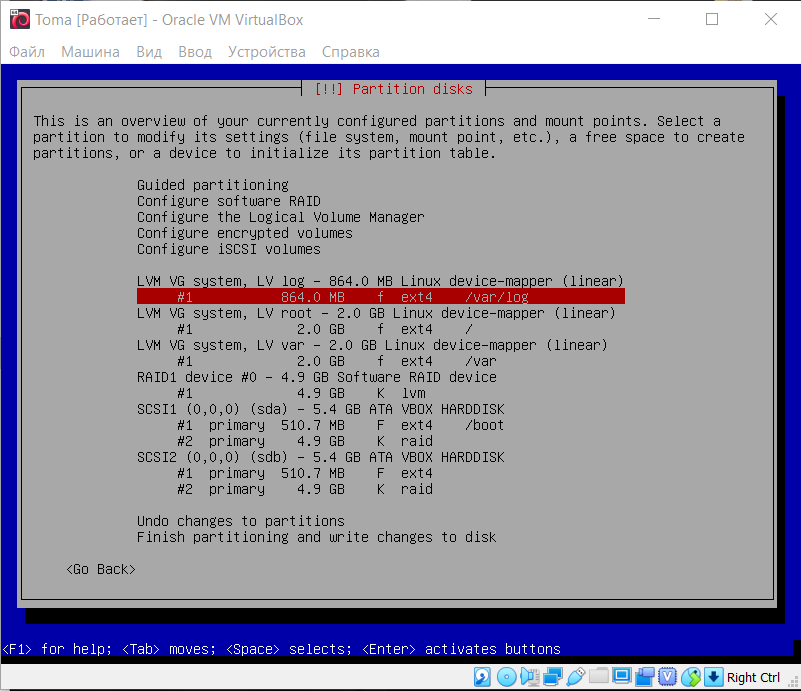 Toma [Работает] - Oracle VM VirtualBox
Файл Машина Вид Ввод Устройства Справка
[!!] Partition disks
This is an overview of your currently configured partitions and mount points. Select a
partition to modify its settings (file system, mount point, etc.), a free space to create
partitions, or a device to initialize its partition table.
Guided partitioning
Configure software RAID
Configure the Logical Volume Manager
Configure encrypted volumes
Configure iSCSI volumes
LVM VG system, LV log - 864.0 MB Linux device-mapper (linear)
#1 864.0 MB f ext4 /var/log
LVM VG system, LV root - 2.0 GB Linux device-mapper (linear)
#1 2.0 GB f ext4 /
LVM VG system, LV var - 2.0 GB Linux device-mapper (linear)
#1 2.0 GB f ext4 /var
RAID1 device #0 - 4.9 GB Software RAID device
#1 4.9 GB K lvm
SCSI1 (0,0,0) (sda) - 5.4 GB ATA VBOX HARDDISK
#1 primary 510.7 MB F ext4 /boot
#2 primary 4.9 GB K raid
SCSI2 (0,0,0) (sdb) - 5.4 GB ATA VBOX HARDDISK
#1 primary 510.7 MB F ext4
#2 primary 4.9 GB K raid
Undo changes to partitions
Finish partitioning and write changes to disk
<Go Back>
<F1> for help; <Tab> moves; <Space> selects; <Enter> activates buttons
Right Ctrl